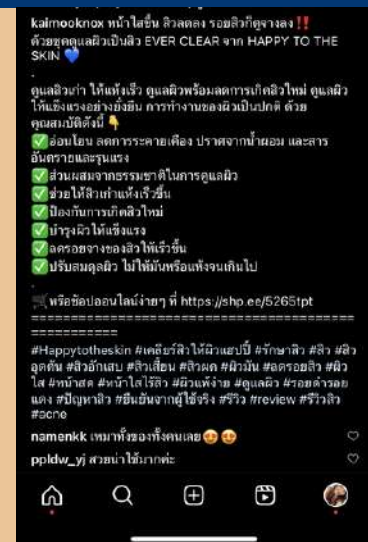 kaimooknox หน้าใสขึ้น สิวลดลง รอยสิวก็ดูจางลง‼️
ด้วยชุดดูแลผิวเป็นสิว EVER CLEAR จาก HAPPY TO THE
SKIN 💙
.
ดูแลสิวเก่า ให้แห้งเร็ว ดูแลผิวพร้อมลดการเกิดสิวใหม่ ดูแลผิว
ให้แข็งแรงอย่างยั่งยืน การทำงานของผิวเป็นปกติ ด้วย
คุณสมบัติดังนี้ 👇
✅อ่อนโยน ลดการระคายเคือง ปราศจากน้ำหอม และสาร
อันตรายและรุนแรง
✅ส่วนผสมจากธรรมชาติในการดูแลผิว
✅ช่วยให้สิวเก่าแห้งเร็วขึ้น
✅ป้องกันการเกิดสิวใหม่
✅บำรุงผิวให้แข็งแรง
✅ลดรอยจางของสิวให้เร็วขึ้น
✅ปรับสมดุลผิว ไม่ให้มันหรือแห้งจนเกินไป
.
🛒หรือช้อปออนไลน์ง่ายๆ ที่ https://shp.ee/5265tpt
========================================
===========
#Happytotheskin #เคลียร์สิวให้ผิวแฮปปี้ #รักษาสิว #สิว #สิว
อุดตัน #สิวอักเสบ #สิวเสี้ยน #สิวผด #ผิวมัน #ลดรอยสิว #ผิว
ใส #หน้าสด #หน้าใสไร้สิว #ผิวแพ้ง่าย #ดูแลผิว #รอยดำรอย
แดง #ปัญหาสิว #ยืนยันจากผู้ใช้จริง #รีวิว #review #รีวิวสิว
#acne
namenkk เหมาทั้งของทั้งคนเลย😍😍
ppldw_yj สวยน่าใช้มากค่ะ